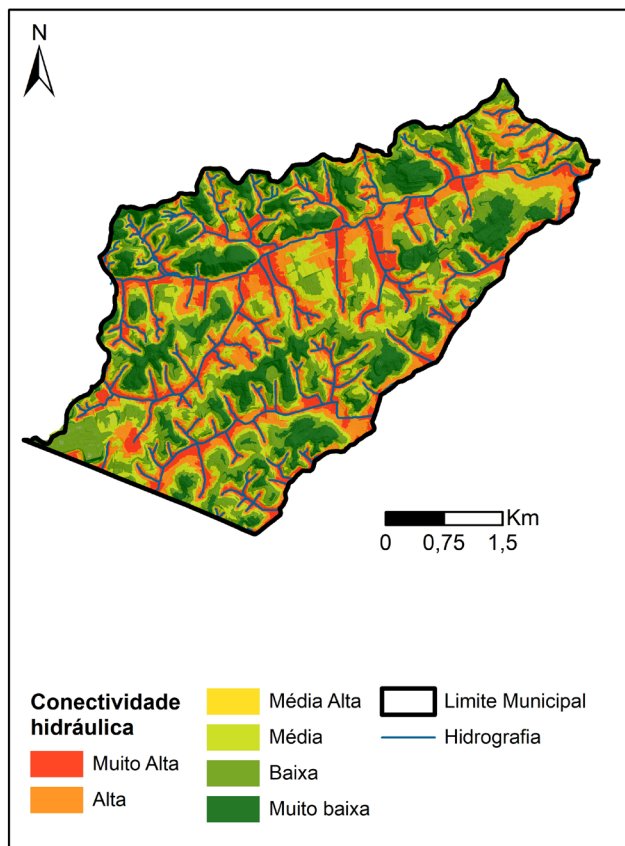 N
Km
0 0,75 1,5
Conectividade
hidráulica
Muito Alta
Alta
Média Alta
Média
Baixa
Muito baixa
Limite Municipal
Hidrografia